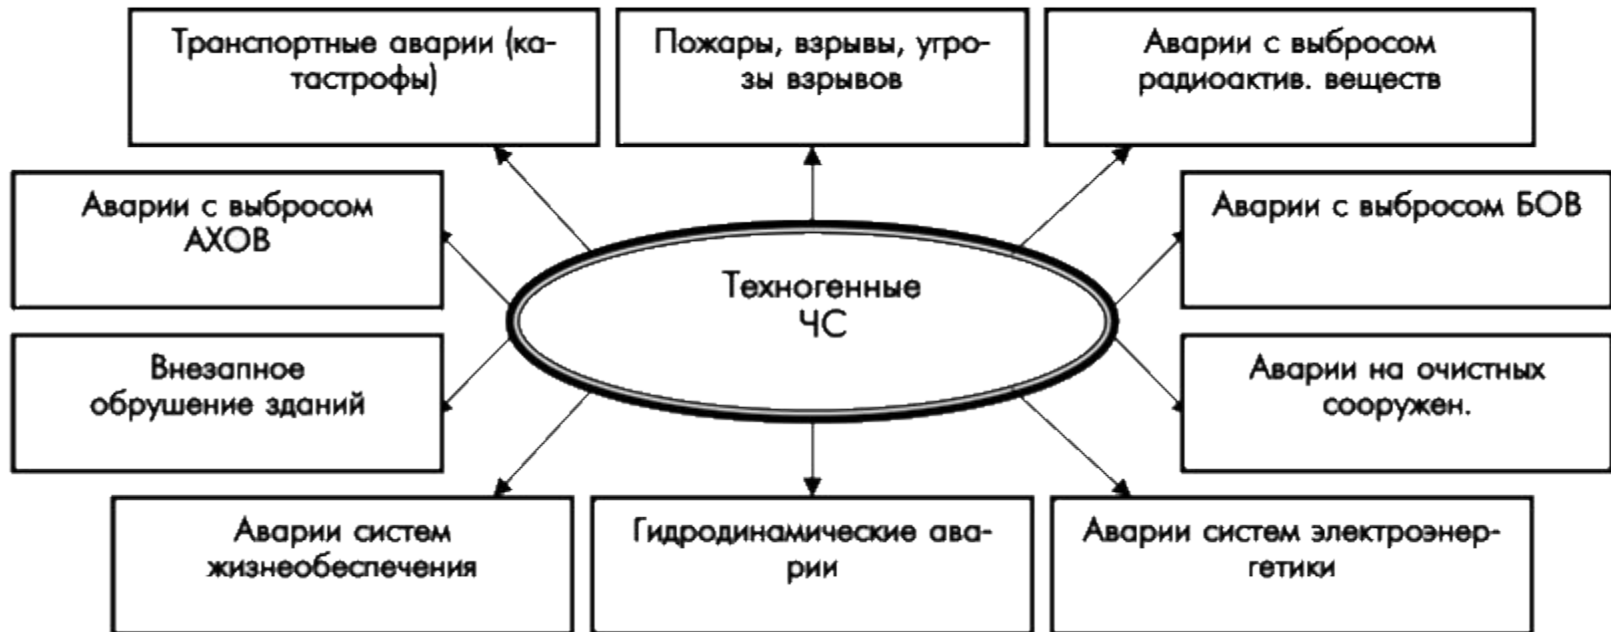 Транспортные аварии (ка-
тастрофы)
Пожары, взрывы, угро-
зы взрывов
Аварии с выбросом
радиоактив. веществ
Аварии с выбросом
АХОВ
Аварии с выбросом БОВ
Техногенные
ЧС
Внезапное
обрушение зданий
Аварии на очистных
сооружен.
Аварии систем
жизнеобеспечения
Гидродинамические ава-
рии
Аварии систем электроэнер-
гетики